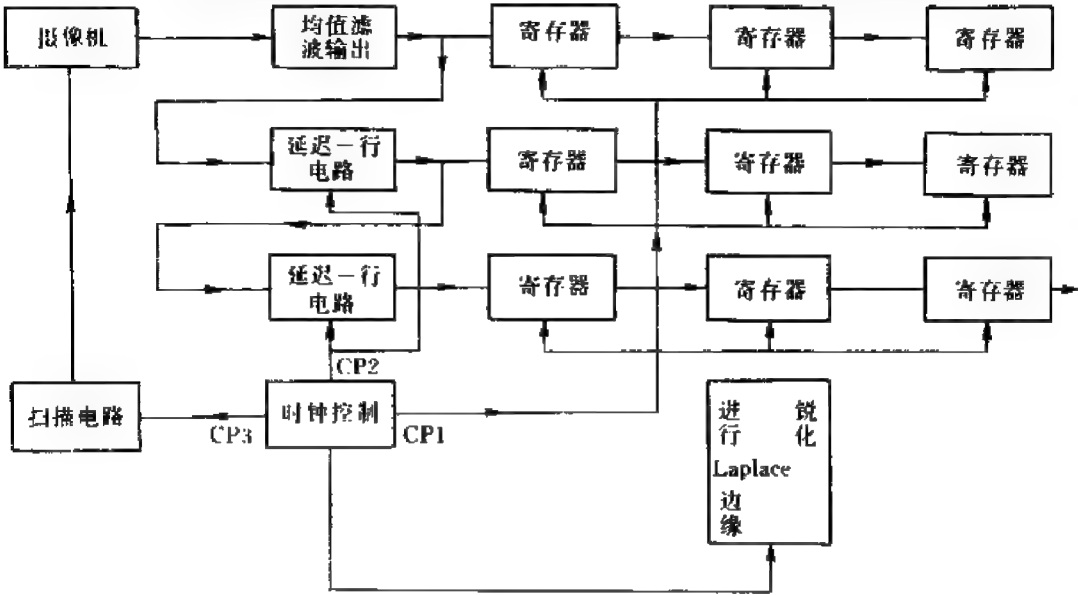 摄像机
均值滤
波输出
寄存器
寄存器
寄存器
延迟一行
电路
寄存器
寄存器
寄存器
延迟一行
电路
寄存器
寄存器
寄存器
CP2
扫描电路
CP3
时钟控制
CP1
进行 锐化
Laplace
边缘